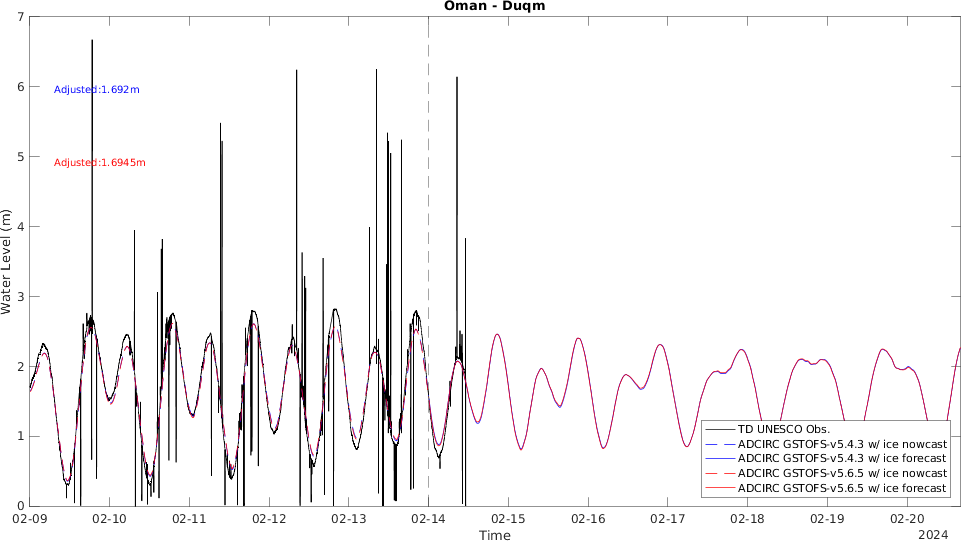 Oman - Duqm
7
6
5
4
3
2
1
0
Water Level (m)
Adjusted:1.692m
Adjusted:1.6945m
TD UNESCO Obs.
ADCIRC GSTOFS-v5.4.3 w/ ice nowcast
ADCIRC GSTOFS-v5.4.3 w/ ice forecast
ADCIRC GSTOFS-v5.6.5 w/ ice nowcast
ADCIRC GSTOFS-v5.6.5 w/ ice forecast
02-09 02-10 02-11 02-12 02-13 02-14 02-15 02-16 02-17 02-18 02-19 02-20
Time
2024